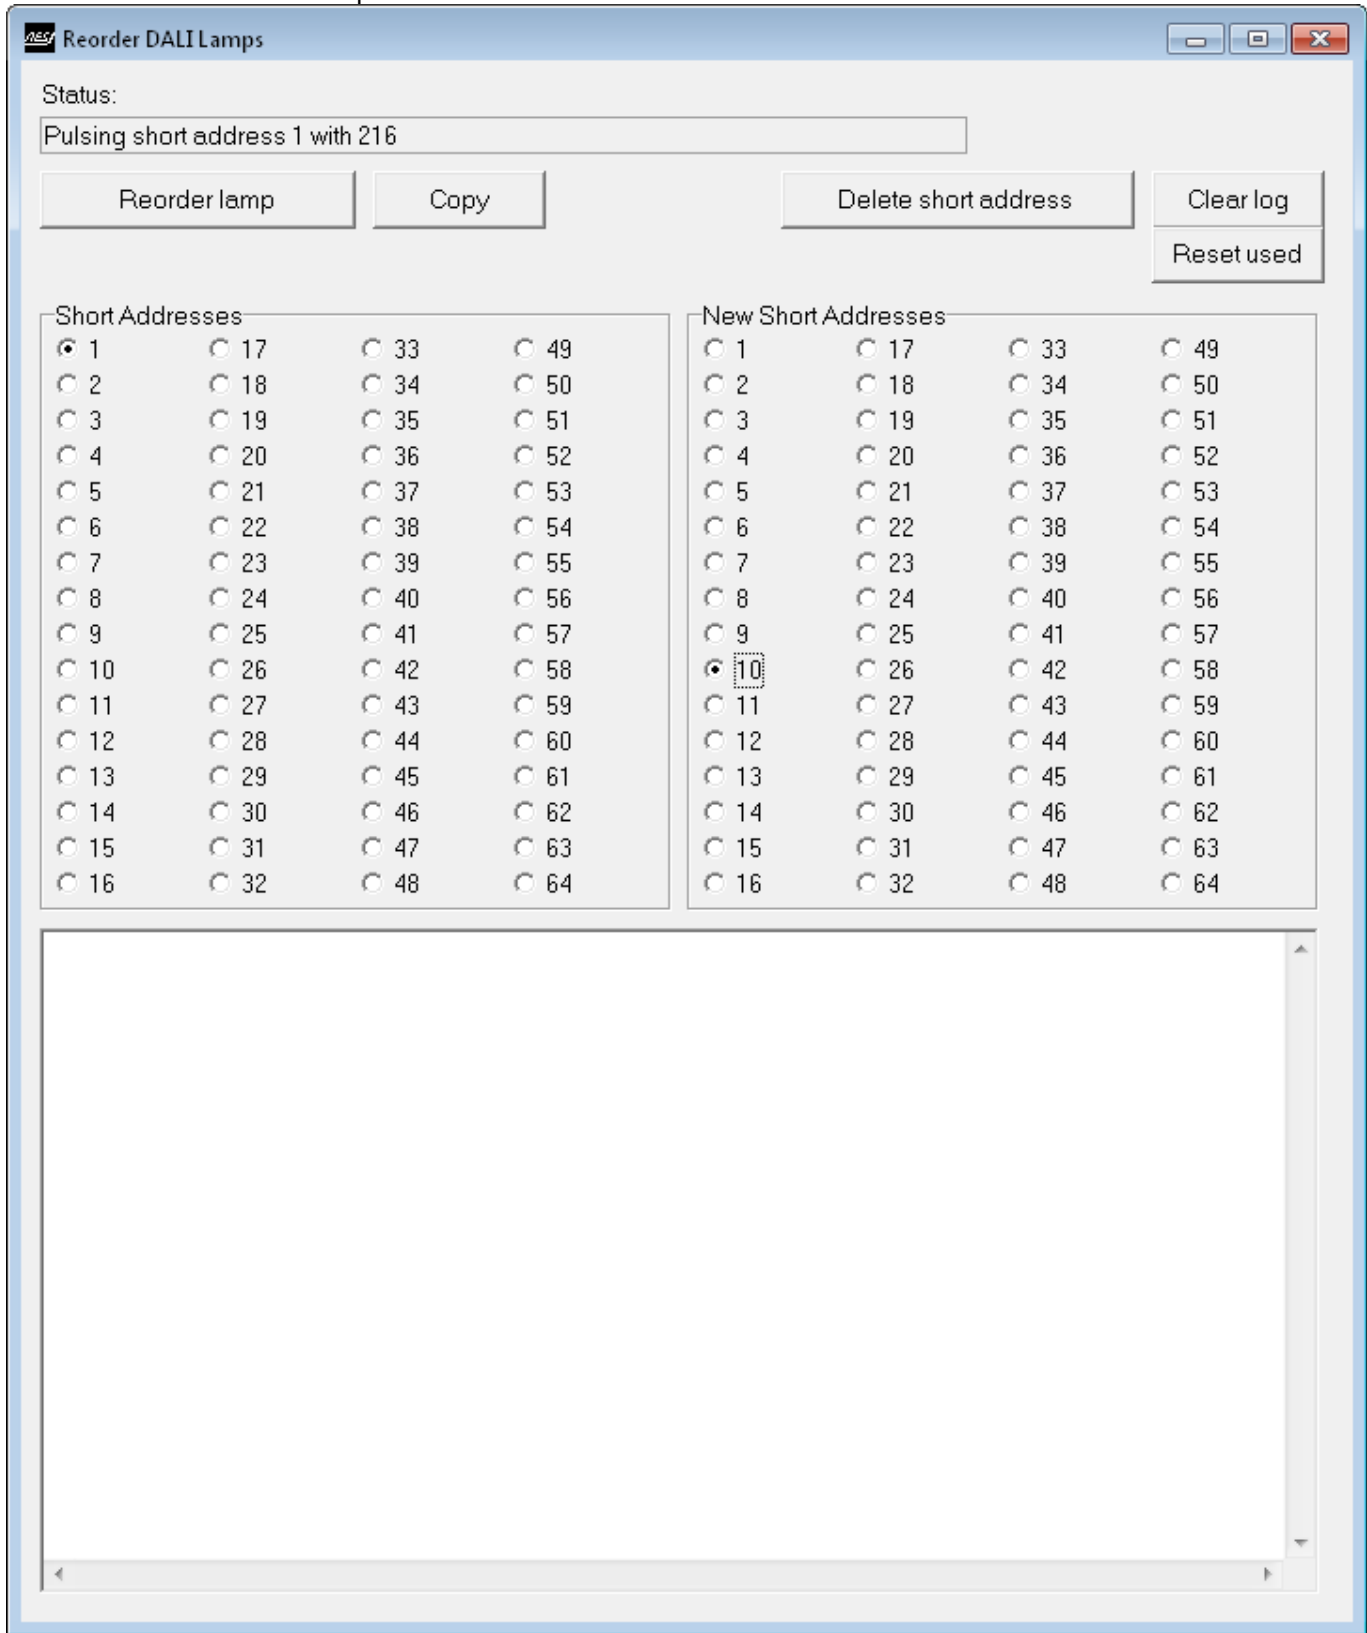 nesf Reorder DALI Lamps
Status:
Pulsing short address 1 with 216
Reorder lamp Copy Delete short address Clear log
Reset used
Short Addresses New Short Addresses
1 17 33 49 1 17 33 49
2 18 34 50 2 18 34 50
3 19 35 51 3 19 35 51
4 20 36 52 4 20 36 52
5 21 37 53 5 21 37 53
6 22 38 54 6 22 38 54
7 23 39 55 7 23 39 55
8 24 40 56 8 24 40 56
9 25 41 57 9 25 41 57
10 26 42 58 10 26 42 58
11 27 43 59 11 27 43 59
12 28 44 60 12 28 44 60
13 29 45 61 13 29 45 61
14 30 46 62 14 30 46 62
15 31 47 63 15 31 47 63
16 32 48 64 16 32 48 64